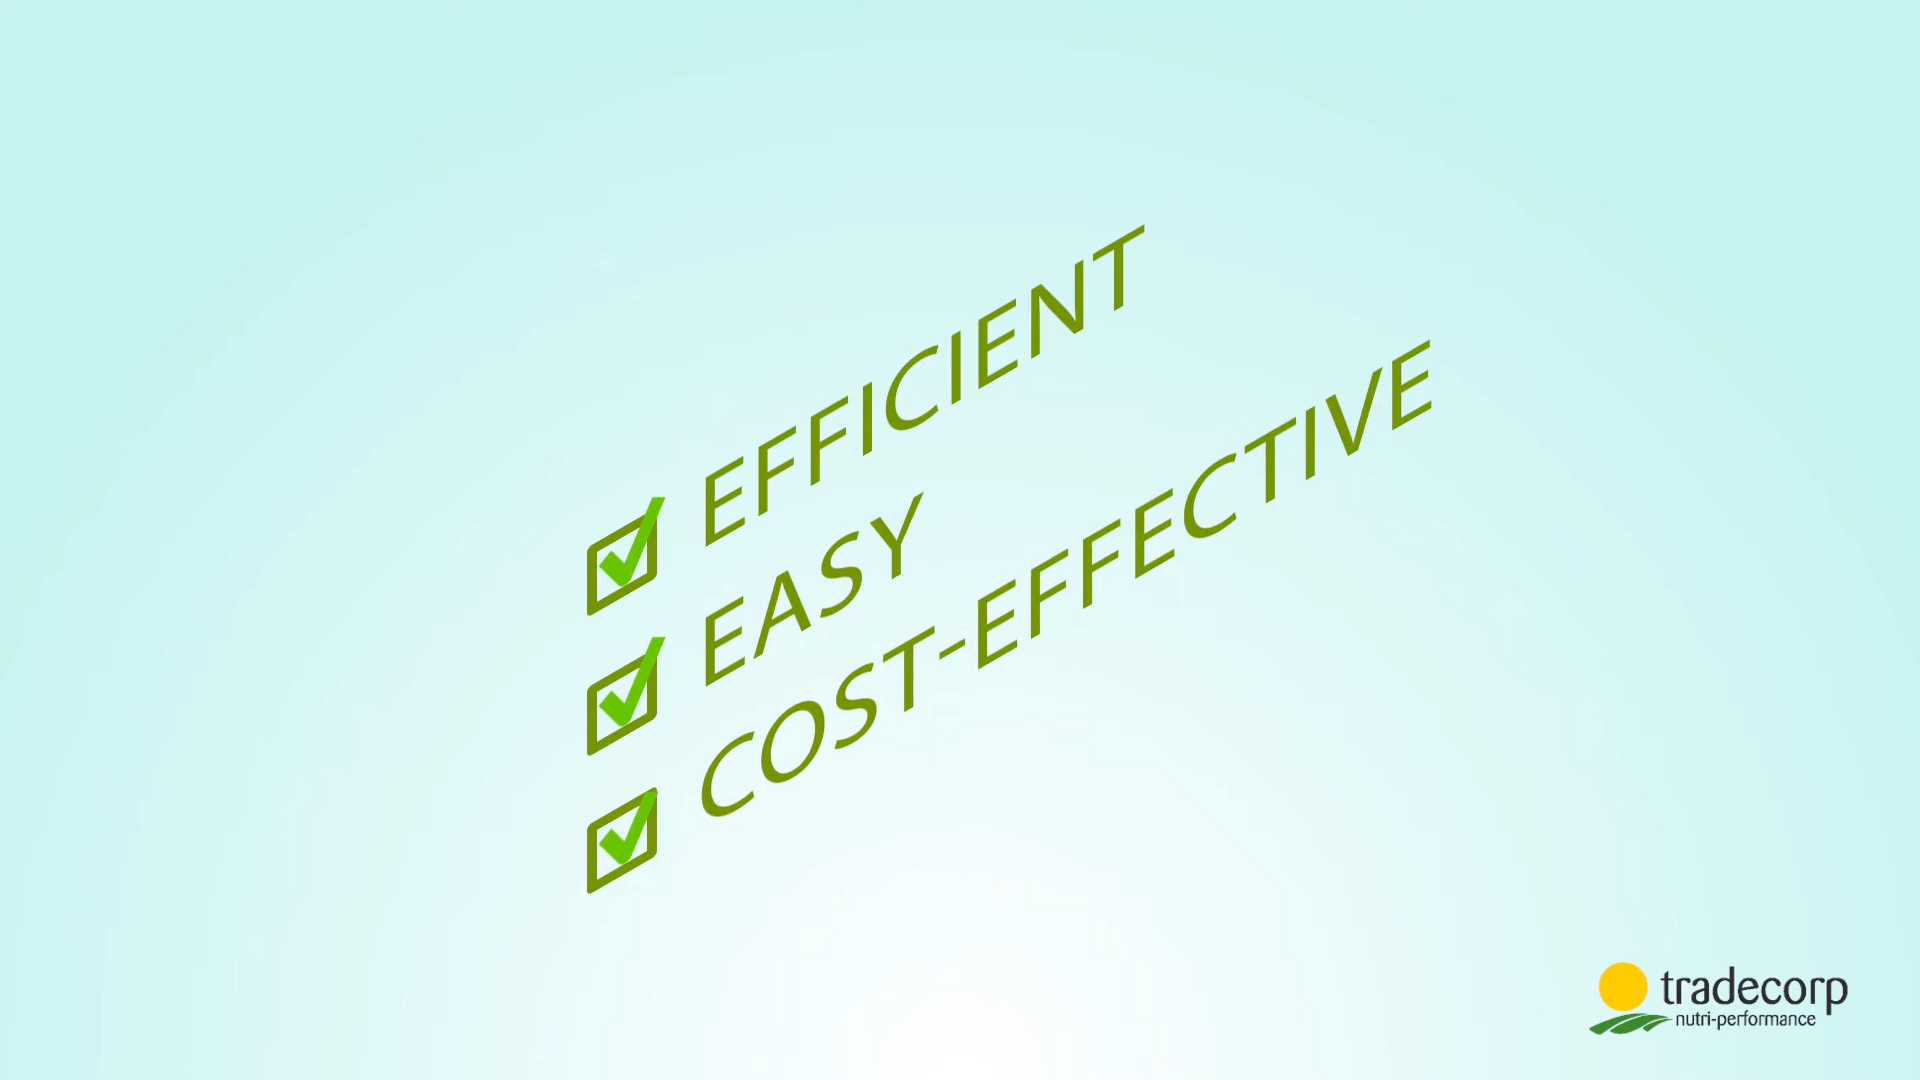 EFFICIENT
EASY
COST-EFFECTIVE
tradecorp
nutri-performance